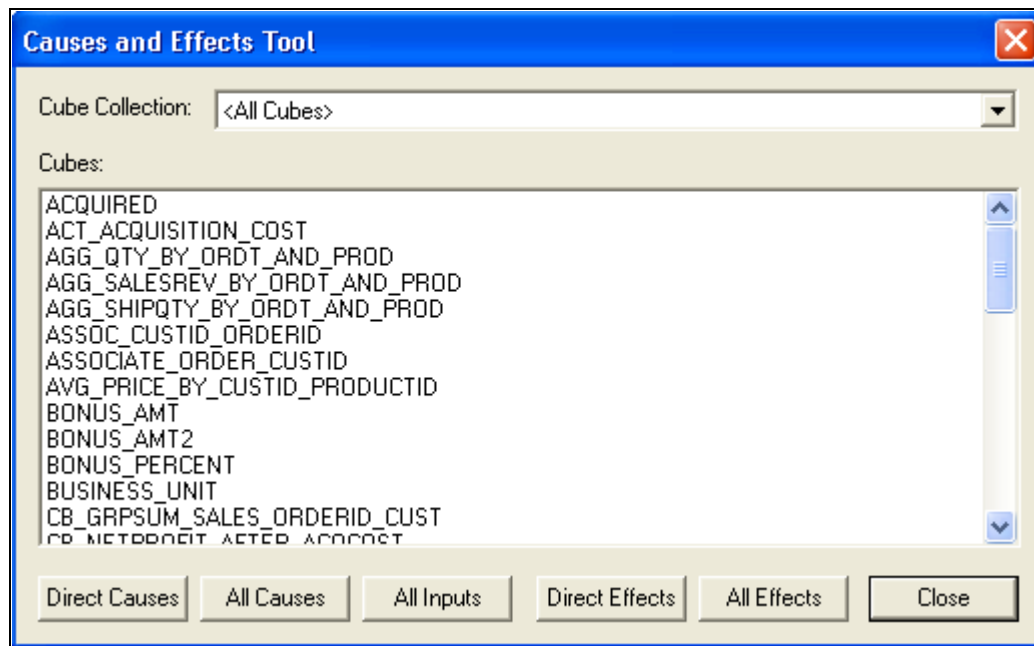 Causes and Effects Tool
Cube Collection: <All Cubes>
Cubes:
ACQUIRED
ACT_ACQUISITION_COST
AGG_QTY_BY_ORDT_AND_PROD
AGG_SALESREV_BY_ORDT_AND_PROD
AGG_SHIPQTY_BY_ORDT_AND_PROD
ASSOC_CUSTID_ORDERID
ASSOCIATE_ORDER_CUSTID
AVG_PRICE_BY_CUSTID_PRODUCTID
BONUS_AMT
BONUS_AMT2
BONUS_PERCENT
BUSINESS_UNIT
CB_GRPSUM_SALES_ORDERID_CUST
CB_NETPROFIT_AFTER_ACQCOST
Direct Causes All Causes All Inputs Direct Effects All Effects Close